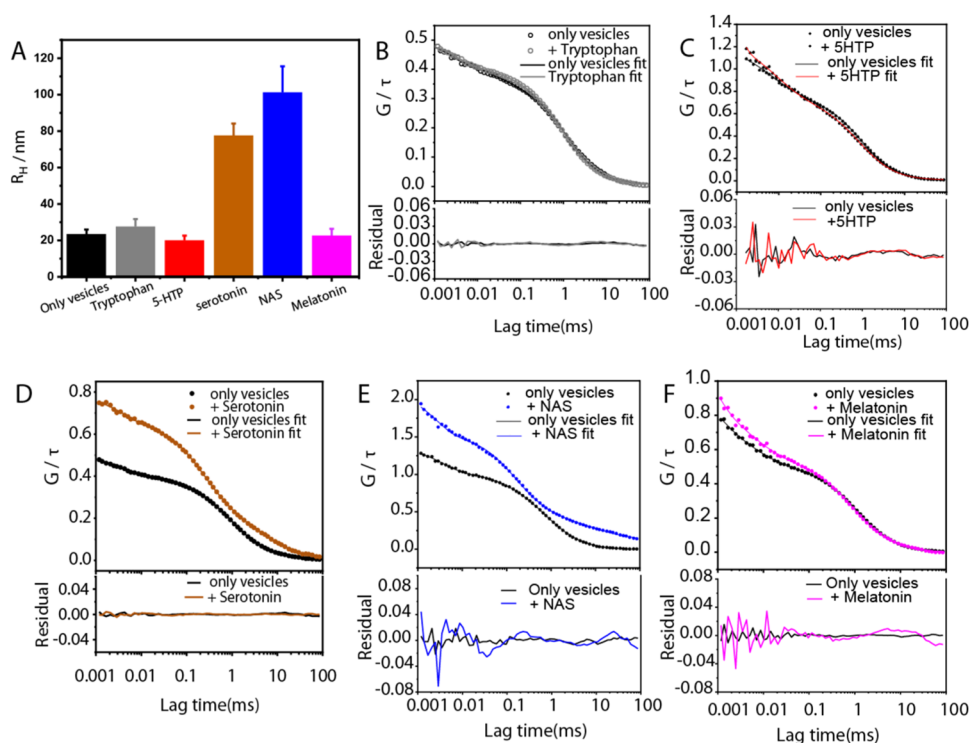 A
R_H / nm
120
100
80
60
40
20
0
Only vesicles
Tryptophan
5-HTP
serotonin
NAS
Melatonin
B
G / τ
0.5
0.4
0.2
0.0
only vesicles
+ Tryptophan
only vesicles fit
Tryptophan fit
Residual
0.06
0.03
0.00
-0.03
-0.06
only vesicles
+ Tryptophan
0.001 0.01 0.1 1 10 100
Lag time(ms)
C
G / τ
1.4
1.2
1.0
0.8
0.6
0.4
0.2
0.0
only vesicles
+ 5HTP
only vesicles fit
+ 5HTP fit
Residual
0.06
0.03
0.00
-0.03
-0.06
only vesicles
+5HTP
0.001 0.01 0.1 1 10 100
Lag time(ms)
D
G / τ
0.8
0.6
0.4
0.2
0.0
only vesicles
+ Serotonin
only vesicles fit
+ Serotonin fit
Residual
0.04
0.00
-0.04
only vesicles
+ Serotonin
0.001 0.01 0.1 1 10 100
Lag time(ms)
E
G / τ
2.0
1.5
1.0
0.5
0.0
only vesicles
+ NAS
only vesicles fit
+ NAS fit
Residual
0.08
0.04
0.00
-0.04
-0.08
Only vesicles
+ NAS
0.001 0.01 0.1 1 10 100
Lag time(ms)
F
G / τ
1.0
0.8
0.6
0.4
0.2
0.0
only vesicles
+ Melatonin
only vesicles fit
+ Melatonin fit
Residual
0.08
0.04
0.00
-0.04
-0.08
Only vesicles
+ Melatonin
0.001 0.01 0.1 1 10 100
Lag time(ms)